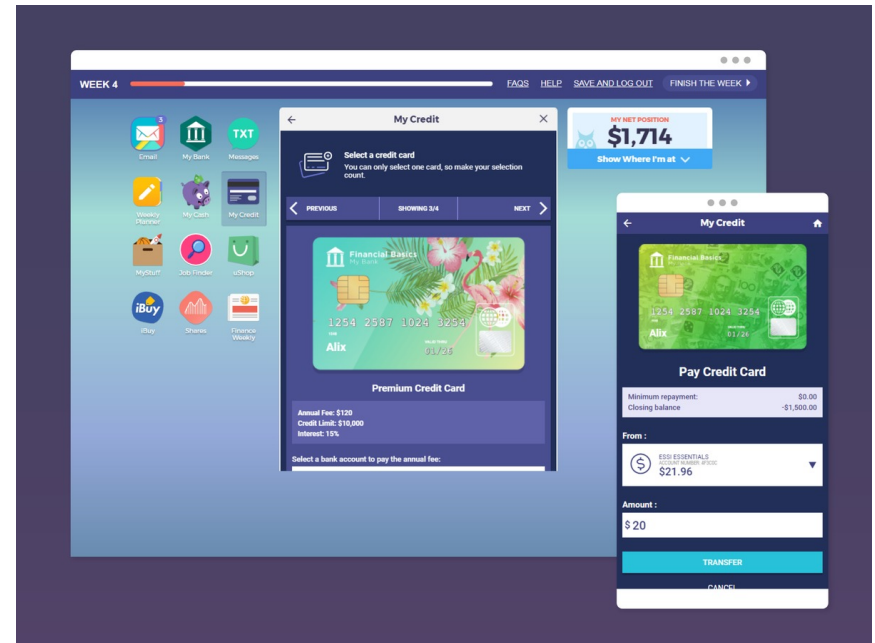 WEEK 4
FAQS HELP SAVE AND LOG OUT FINISH THE WEEK
3
TXT
Email My Bank Messages
Weekly Planner
My Cash My Credit
MyStuff Job Finder uShop
iBuy
iBuy Shares Finance Weekly
My Credit
Select a credit card
You can only select one card, so make your selection
count.
PREVIOUS SHOWING 3/4 NEXT
Financial Basics
My Bank
1254 2587 1024 3254
Alix 01/26
Premium Credit Card
Annual Fee: $120
Credit Limit: $10,000
Interest: 15%
Select a bank account to pay the annual fee:
MY NET POSITION
$1,714
Show Where I'm at
My Credit
Financial Basics
My Bank
1254 2587 1024 3254
Alix 01/26
Pay Credit Card
Minimum repayment: $0.00
Closing balance -$1,500.00
From :
ESSI ESSENTIALS
$21.96
Amount :
$ 20
TRANSFER
CANCEL